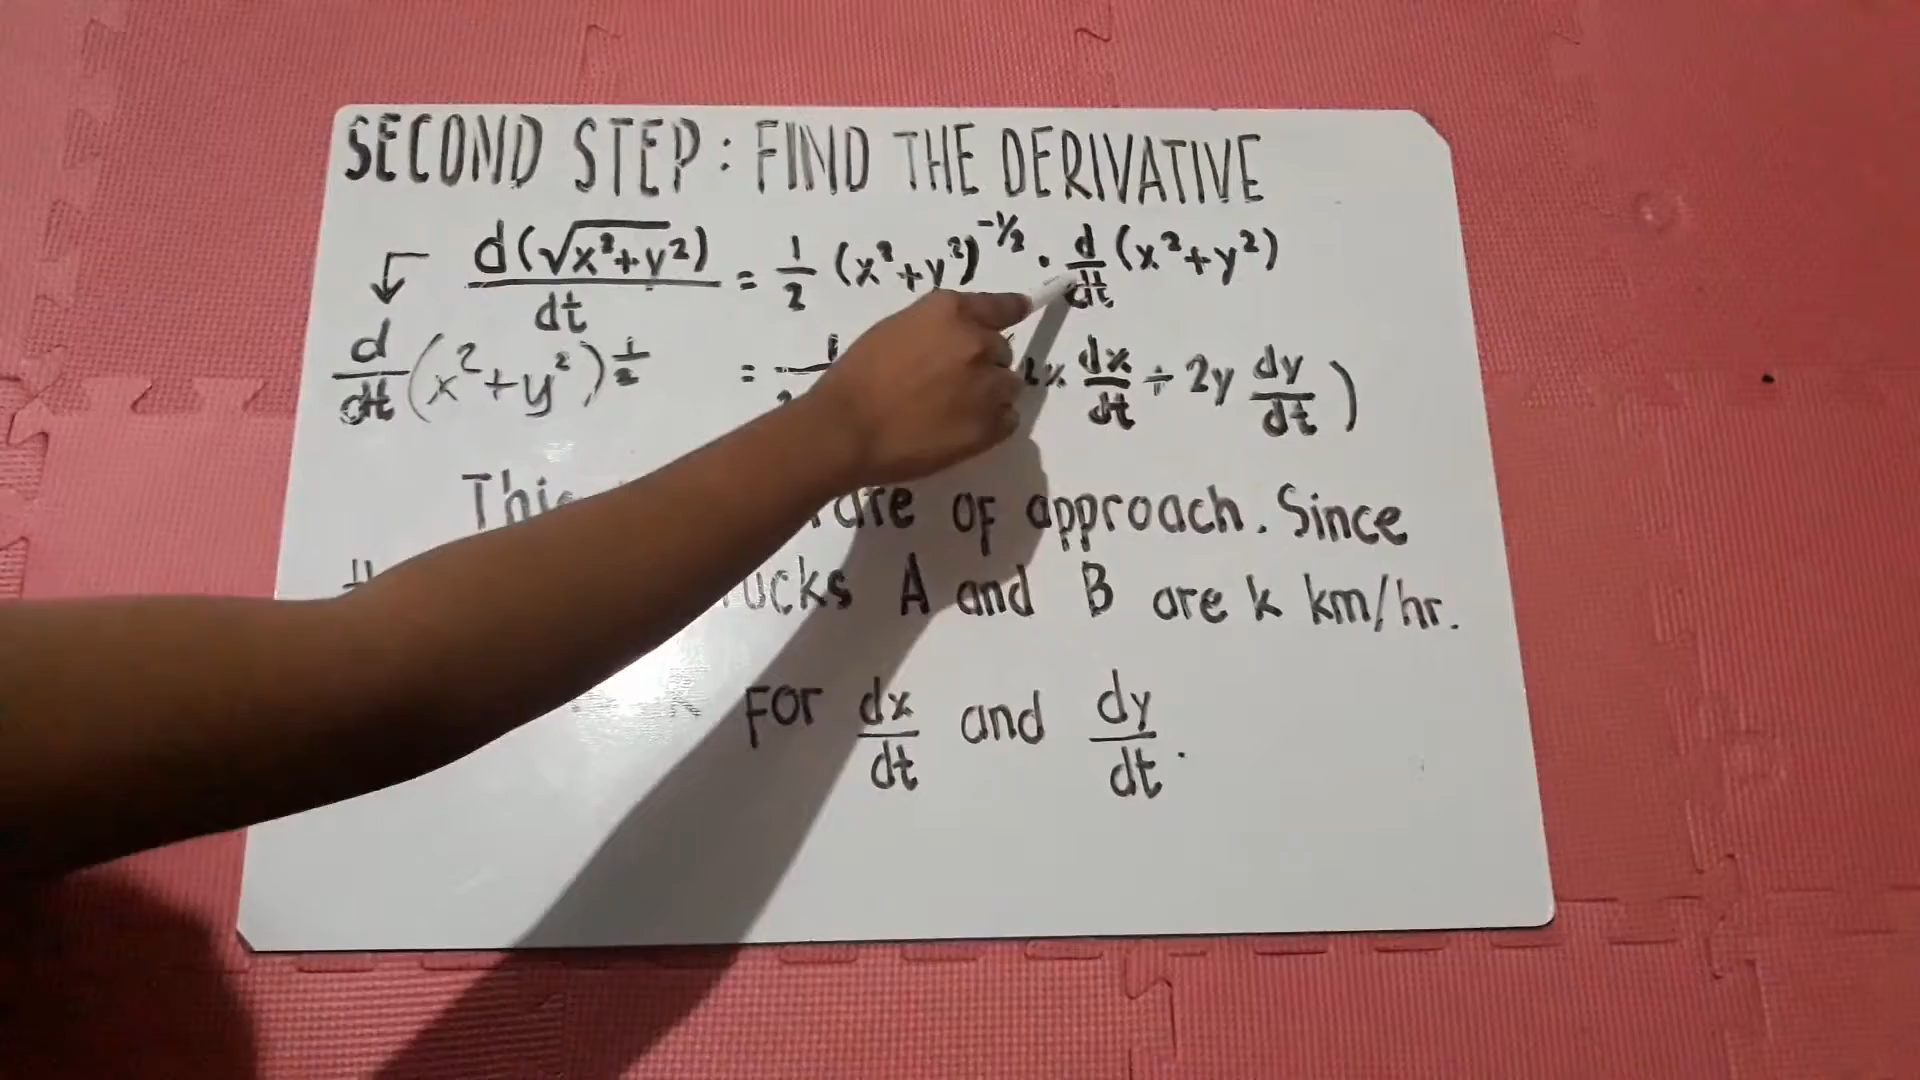 SECOND STEP: FIND THE DERIVATIVE
d(√x²+y²)/dt = 1/2 (x²+y²)^-1/2 · d/dt (x²+y²)
d/dt (x²+y²)^1/2 = 2x dx/dt + 2y dy/dt )
of approach. Since
A and B are k km/hr.
For dx/dt and dy/dt.